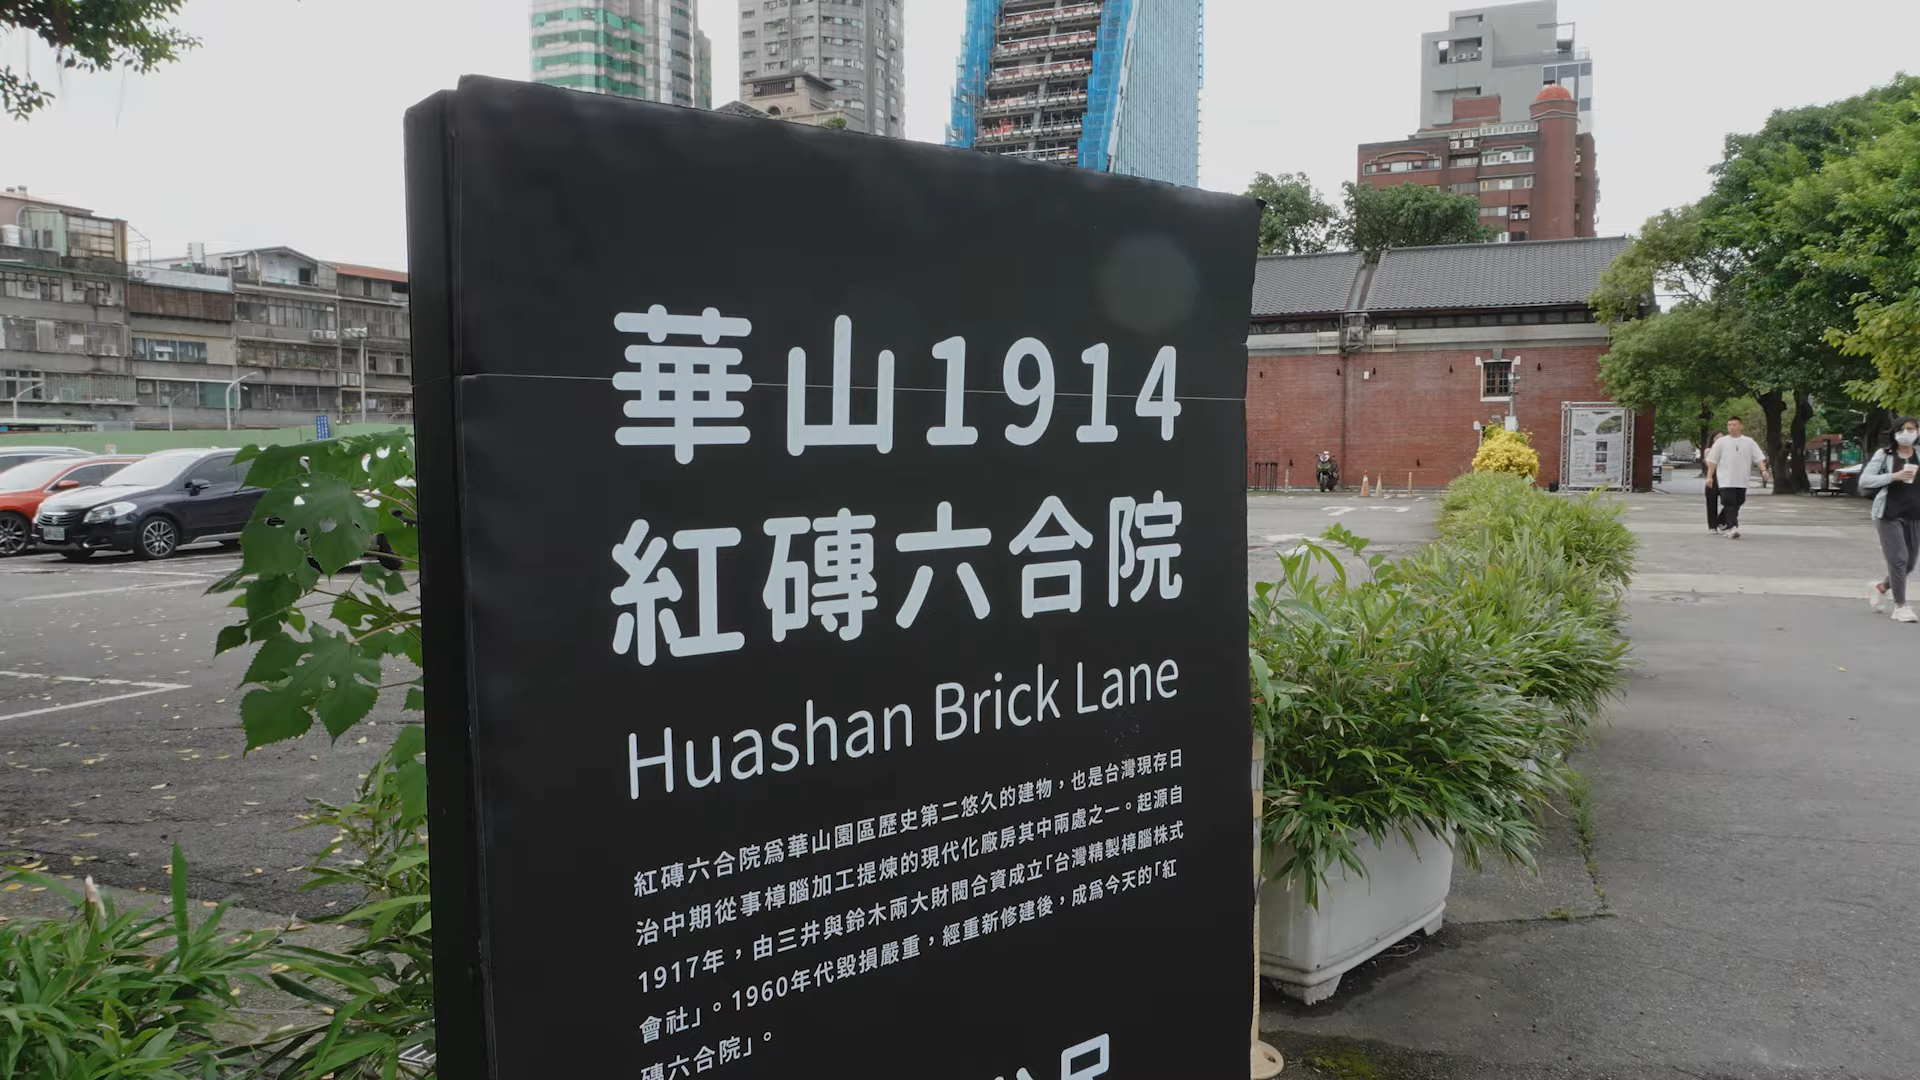 華山1914
紅磚六合院
Huashan Brick Lane
紅磚六合院爲華山園區歷史第二悠久的建物，也是台灣現存日
治中期從事樟腦加工提煉的現代化廠房其中兩處之一。起源自
1917年，由三井與鈴木兩大財閥合資成立「台灣精製樟腦株式
會社」。1960年代毀損嚴重，經重新修建後，成爲今天的「紅
磚六合院」。